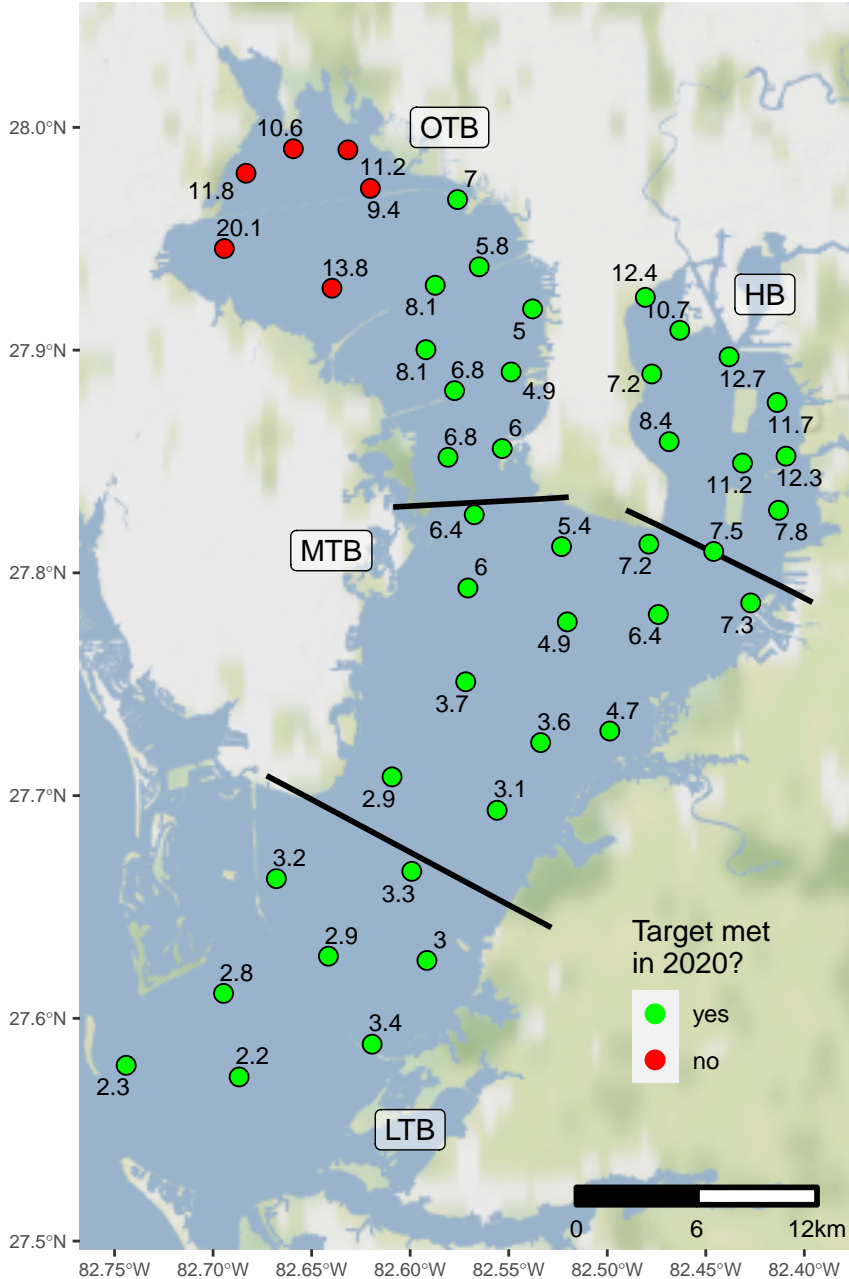 28.0°N
27.9°N
27.8°N
27.7°N
27.6°N
27.5°N
OTB
10.6
11.2
11.8
9.4
7
20.1
13.8
5.8
8.1
5
8.1
6.8
4.9
6.8
6
HB
12.4
10.7
7.2
12.7
11.7
8.4
11.2
12.3
7.8
7.5
MTB
6.4
5.4
7.2
6
7.3
4.9
6.4
3.7
3.6
4.7
2.9
3.1
3.2
3.3
2.9
3
2.8
3.4
2.3
2.2
LTB
Target met
in 2020?
yes
no
0 6 12km
82.75°W 82.70°W 82.65°W 82.60°W 82.55°W 82.50°W 82.45°W 82.40°W